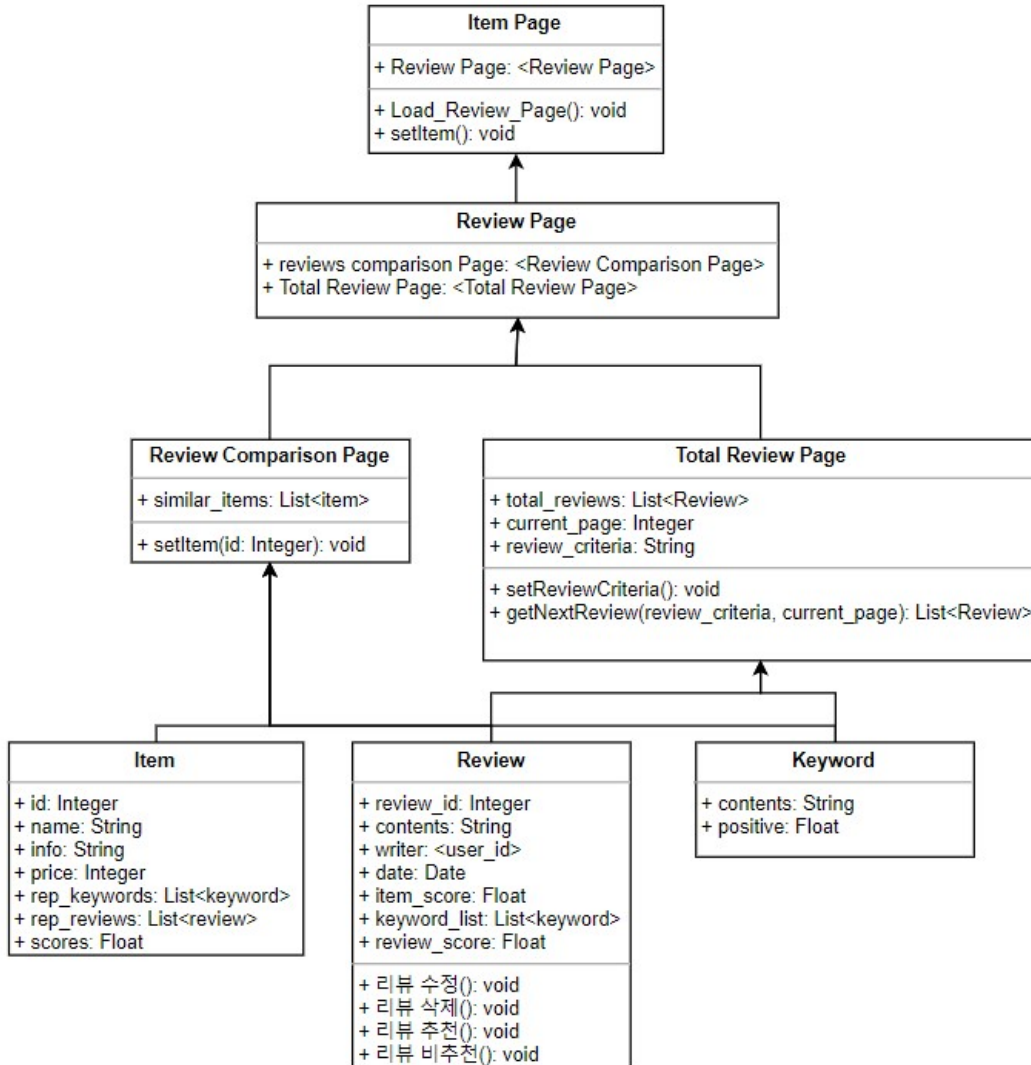 Item Page
+ Review Page: <Review Page>
+ Load_Review_Page(): void
+ setItem(): void
Review Page
+ reviews comparison Page: <Review Comparison Page>
+ Total Review Page: <Total Review Page>
Review Comparison Page
+ similar_items: List<item>
+ setItem(id: Integer): void
Total Review Page
+ total_reviews: List<Review>
+ current_page: Integer
+ review_criteria: String
+ setReviewCriteria(): void
+ getNextReview(review_criteria, current_page): List<Review>
Item
+ id: Integer
+ name: String
+ info: String
+ price: Integer
+ rep_keywords: List<keyword>
+ rep_reviews: List<review>
+ scores: Float
Review
+ review_id: Integer
+ contents: String
+ writer: <user_id>
+ date: Date
+ item_score: Float
+ keyword_list: List<keyword>
+ review_score: Float
+ 리뷰 수정(): void
+ 리뷰 삭제(): void
+ 리뷰 추천(): void
+ 리뷰 비추천(): void
Keyword
+ contents: String
+ positive: Float